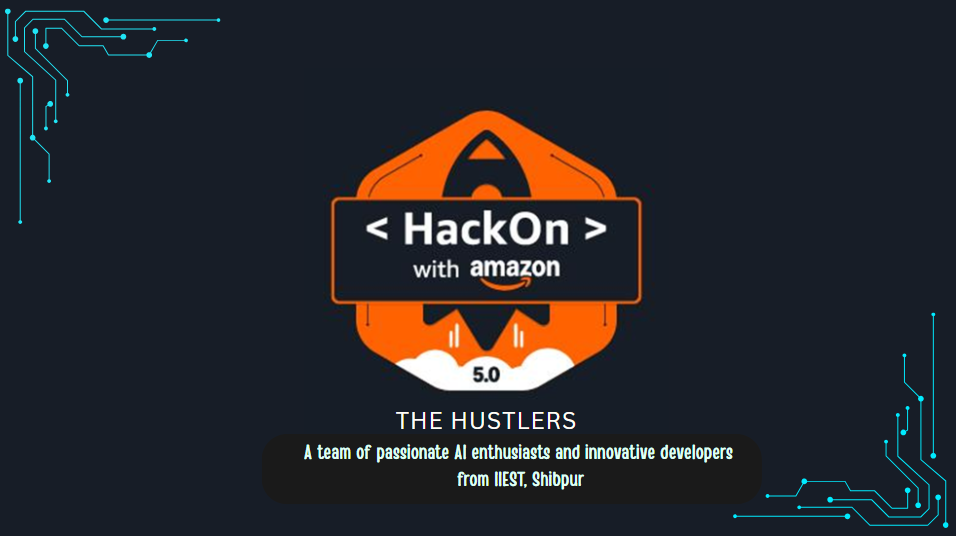 < HackOn >
with amazon
5.0
THE HUSTLERS
A team of passionate AI enthusiasts and innovative developers
from IIEST, Shibpur